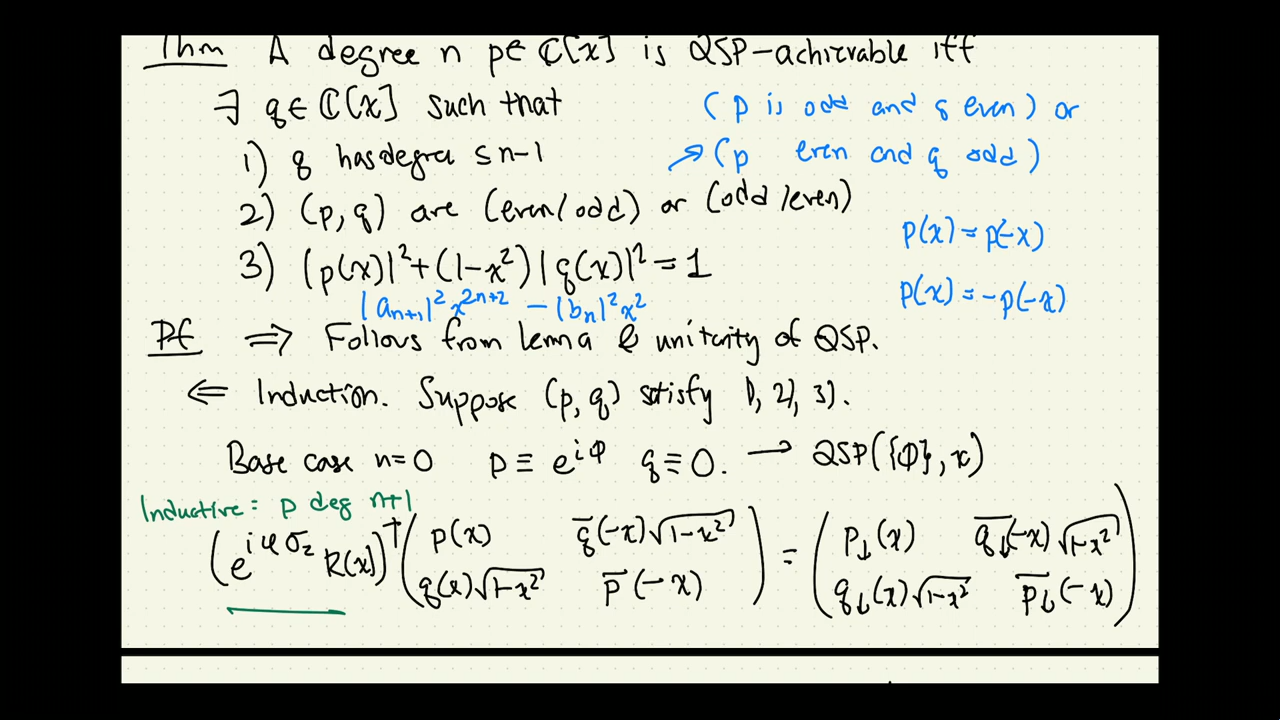 Thm A degree n p∈ ℂ[x] is QSP-achievable iff
∃ q∈ ℂ[x] such that
(p is odd and q even) or
1) q has degree ≤ n-1
→ (p even and q odd)
2) (p,q) are (even/odd) or (odd/even)
p(x) = p(-x)
3) |p(x)|² + (1-x²)|q(x)|² = 1
p(x) = -p(-x)
|a_{n+1}|² x^{2n+2} - |b_n|² x²
Pf ⇒ Follows from lemma & unitarity of QSP.
⇐ Induction. Suppose (p,q) satisfy 1), 2), 3).
Base case n=0 p ≡ e^{iφ} q ≡ 0. → QSP({φ}, x)
Inductive: p deg n+1
(e^{iφσ_z} R(x))^† ( p(x) q̄(-x)√(1-x²) ) = ( p↓(x) q̄↓(-x)√(1-x²) )
( q(x)√(1-x²) p̄(-x) ) ( q↓(x)√(1-x²) p̄↓(-x) )